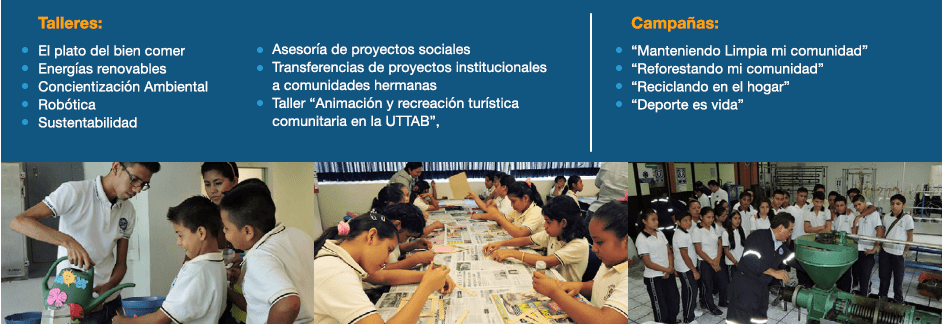 Talleres:
El plato del bien comer
Energías renovables
Concientización Ambiental
Robótica
Sustentabilidad
Asesoría de proyectos sociales
Transferencias de proyectos institucionales
a comunidades hermanas
Taller “Animación y recreación turística
comunitaria en la UTTAB”,
Campañas:
“Manteniendo Limpia mi comunidad”
“Reforestando mi comunidad”
“Reciclando en el hogar”
“Deporte es vida”